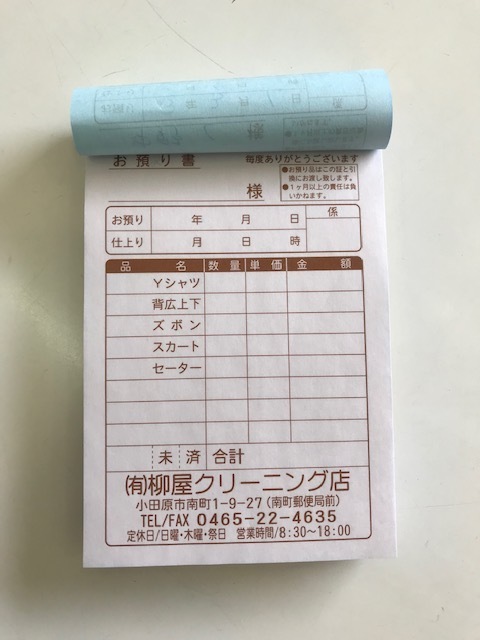 お預り書
毎度ありがとうございます
●お預り品はこの証と引
換にお渡し致します。
●1ヶ月以上の責任は負
いかねます。
様
お預り 年 月 日 係
仕上り 月 日 時
品名 数量 単価 金額
Yシャツ
背広上下
ズボン
スカート
セーター
未 済 合計
㈲柳屋クリーニング店
小田原市南町1-9-27(南町郵便局前)
TEL/FAX 0465-22-4635
定休日/日曜・木曜・祭日 営業時間/8:30~18:00